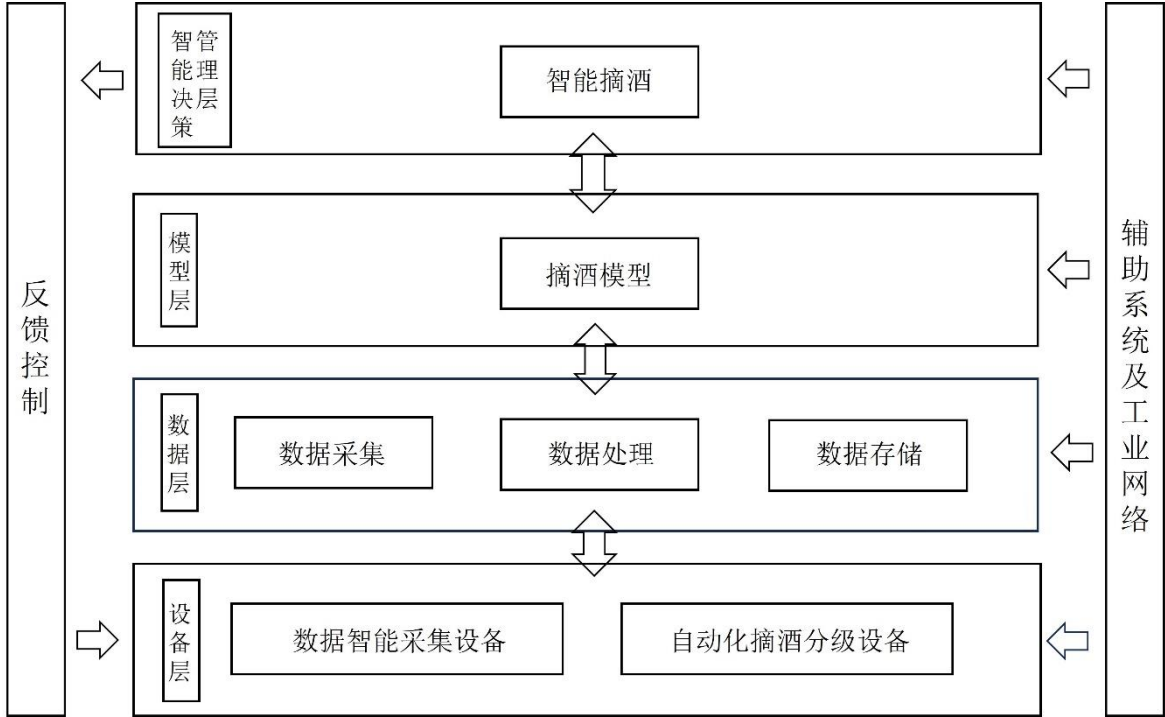 反馈控制
智能决策
管理层
智能摘酒
模型层
摘酒模型
数据层
数据采集
数据处理
数据存储
设备层
数据智能采集设备
自动化摘酒分级设备
辅助系统及工业网络